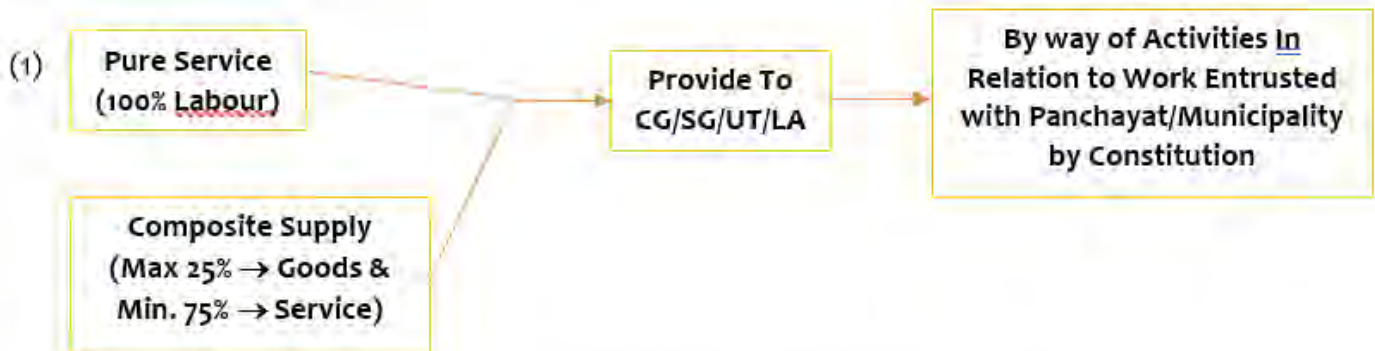 (1)
Pure Service
(100% Labour)
Provide To
CG/SG/UT/LA
By way of Activities In
Relation to Work Entrusted
with Panchayat/Municipality
by Constitution
Composite Supply
(Max 25% → Goods &
Min. 75% → Service)